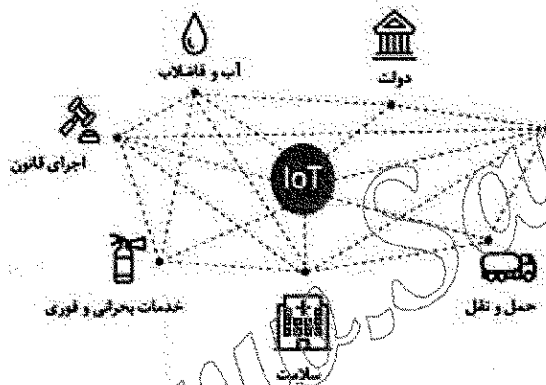 آب و فاضلاب
دولت
اجرای قانون
IoT
خدمات بحرانی و فوری
حمل و نقل
سلامت